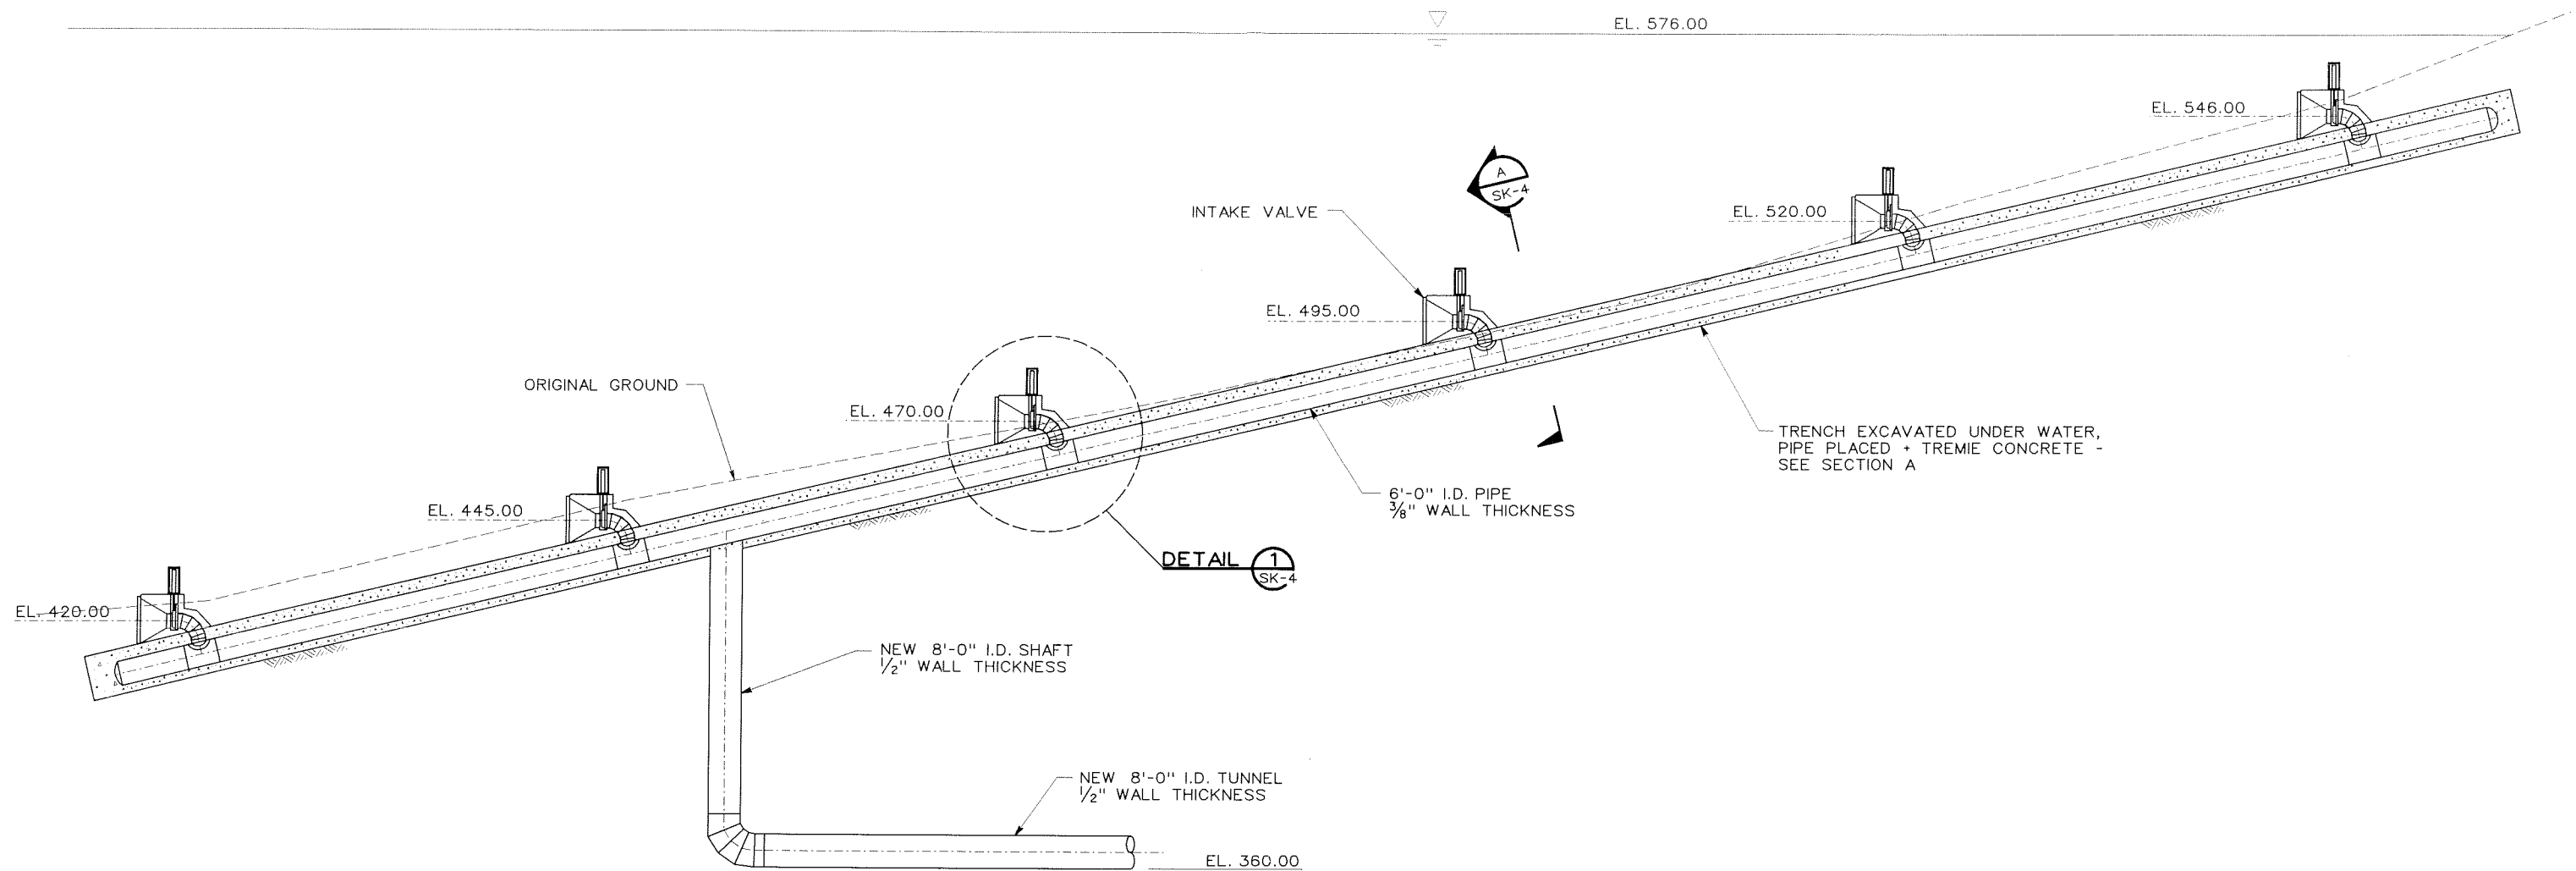 EL. 576.00
EL. 546.00
A
SK-4
INTAKE VALVE
EL. 520.00
EL. 495.00
ORIGINAL GROUND
EL. 470.00
TRENCH EXCAVATED UNDER WATER,
PIPE PLACED + TREMIE CONCRETE -
SEE SECTION A
6'-0" I.D. PIPE
3/8" WALL THICKNESS
EL. 445.00
DETAIL 1
SK-4
EL. 420.00
NEW 8'-0" I.D. SHAFT
1/2" WALL THICKNESS
NEW 8'-0" I.D. TUNNEL
1/2" WALL THICKNESS
EL. 360.00